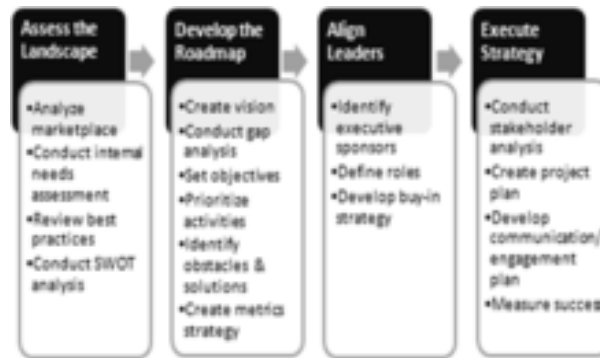 Assess the
Landscape
•Analyze
marketplace
•Conduct internal
needs
assessment
•Review best
practices
•Conduct SWOT
analysis
Develop the
Roadmap
•Create vision
•Conduct gap
analysis
•Set objectives
•Prioritize
activities
•Identify
obstacles &
solutions
•Create metrics
strategy
Align
Leaders
•Identify
executive
sponsors
•Define roles
•Develop buy-in
strategy
Execute
Strategy
•Conduct
stakeholder
analysis
•Create project
plan
•Develop
communication/
engagement
plan
•Measure success